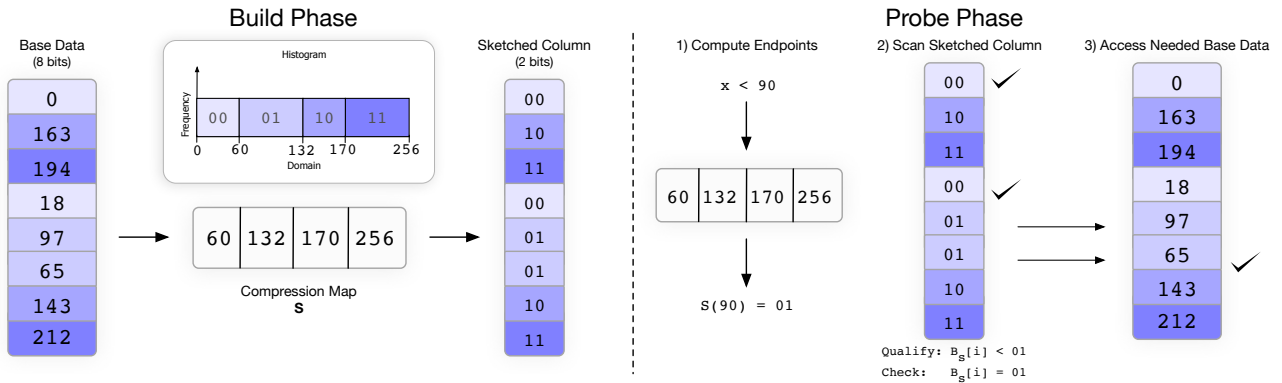 Build Phase
Base Data
(8 bits)
0
163
194
18
97
65
143
212
Histogram
Frequency
00 01 10 11
0 60 132 170 256
Domain
60 132 170 256
Compression Map
S
Sketched Column
(2 bits)
00
10
11
00
01
01
10
11
Probe Phase
1) Compute Endpoints
x < 90
60 132 170 256
S(90) = 01
2) Scan Sketched Column
00
10
11
00
01
01
10
11
Qualify: BS[i] < 01
Check: BS[i] = 01
3) Access Needed Base Data
0
163
194
18
97
65
143
212